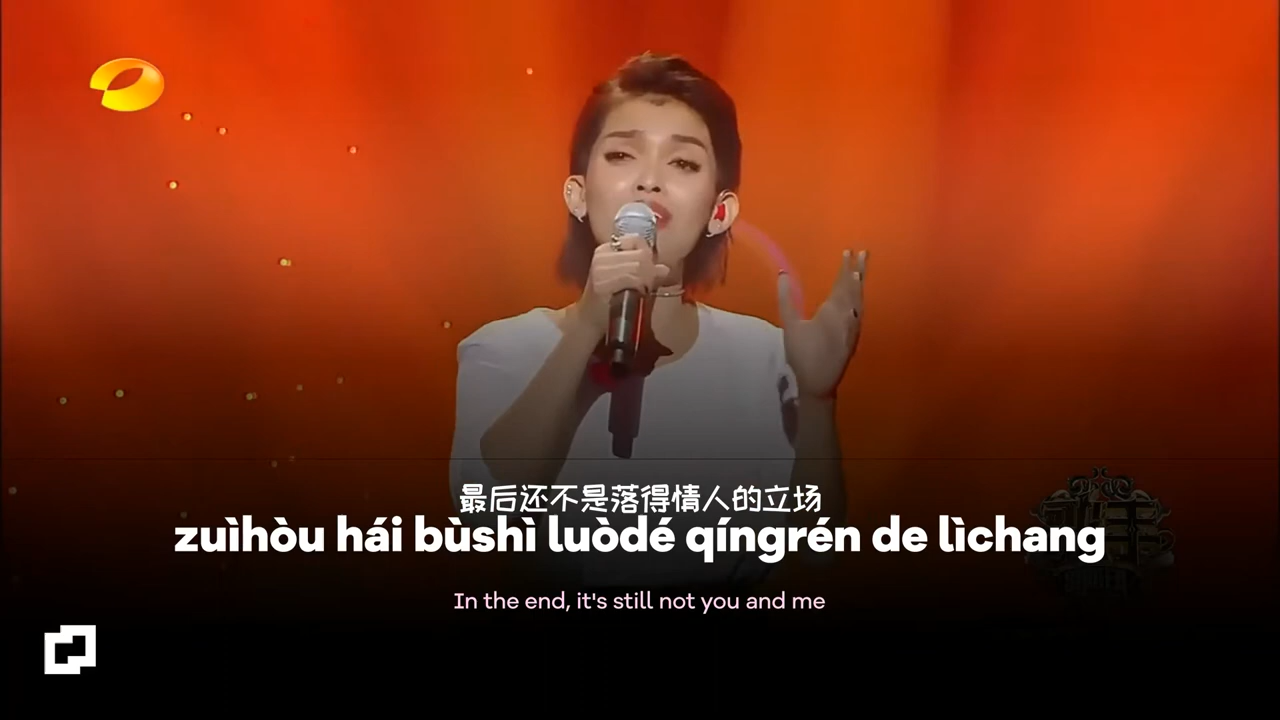 最后还不是落得情人的立场
zuìhòu hái bùshì luòdé qíngrén de lìchang
In the end, it's still not you and me